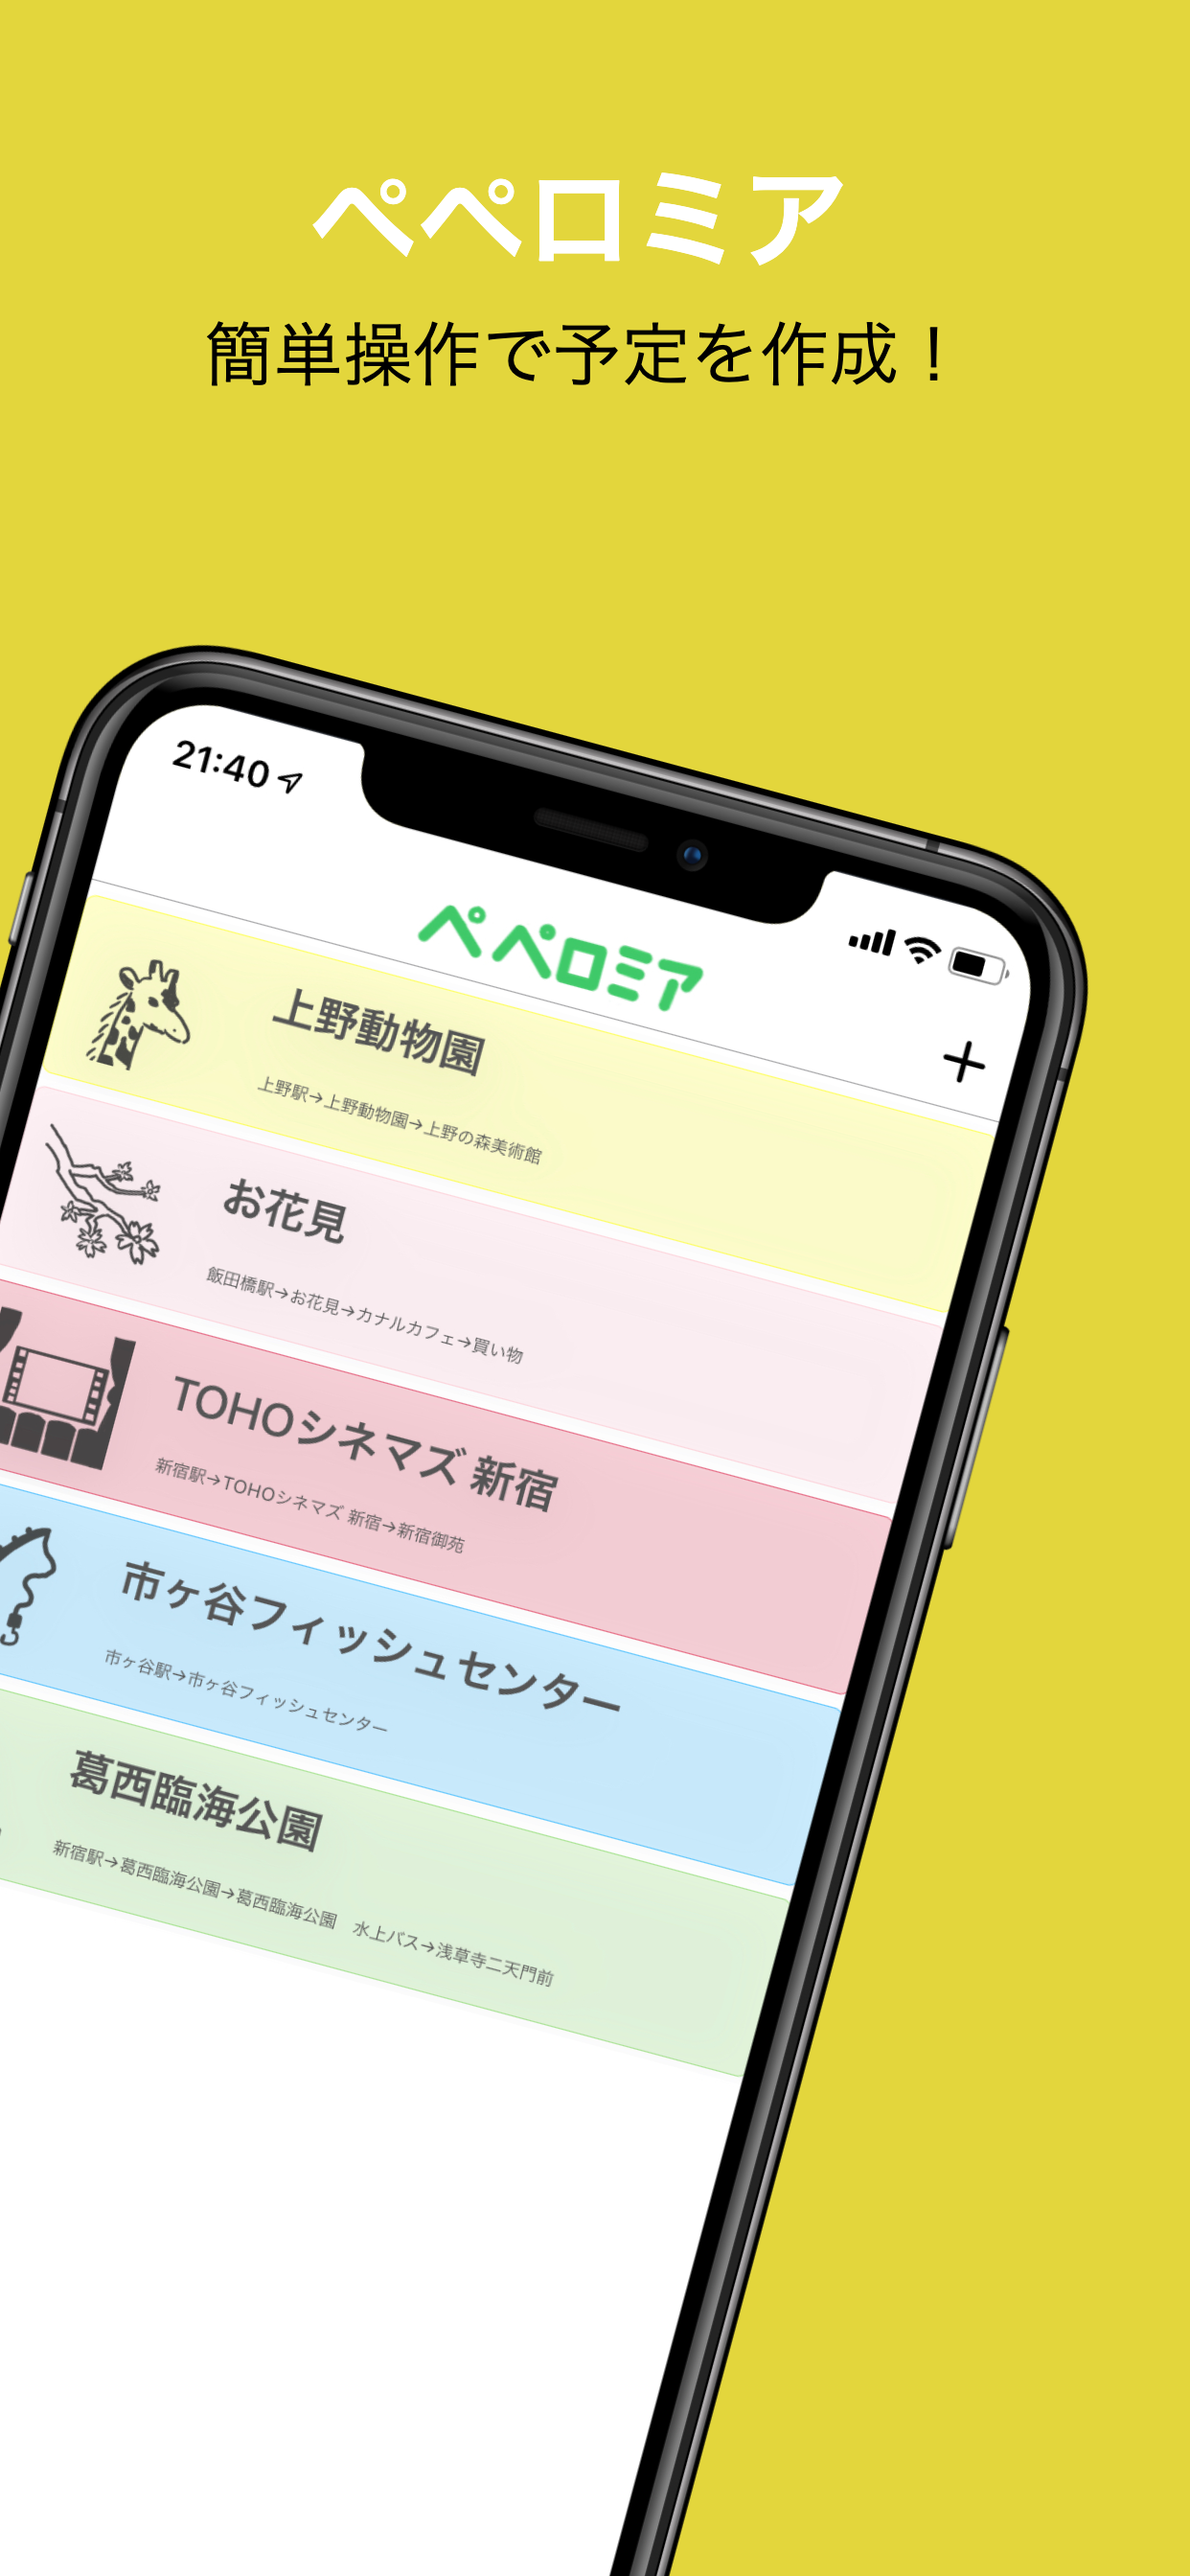 ペペロミア
簡単操作で予定を作成！
21:40
ペペロミア
上野動物園
上野駅→上野動物園→上野の森美術館
お花見
飯田橋駅→お花見→カナルカフェ→買い物
TOHOシネマズ 新宿
新宿駅→TOHOシネマズ 新宿→新宿御苑
市ヶ谷フィッシュセンター
市ヶ谷駅→市ヶ谷フィッシュセンター
葛西臨海公園
新宿駅→葛西臨海公園→葛西臨海公園　水上バス→浅草寺二天門前